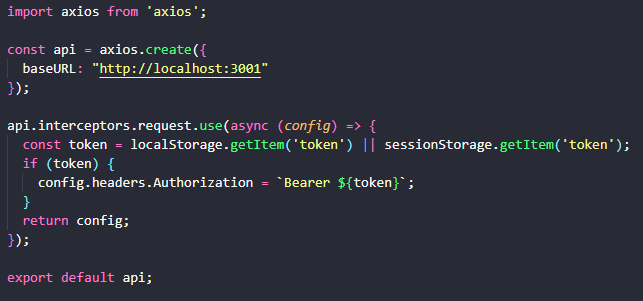 import axios from 'axios';
const api = axios.create({
baseURL: "http://localhost:3001"
});
api.interceptors.request.use(async (config) => {
const token = localStorage.getItem('token') || sessionStorage.getItem('token');
if (token) {
config.headers.Authorization = `Bearer ${token}`;
}
return config;
});
export default api;